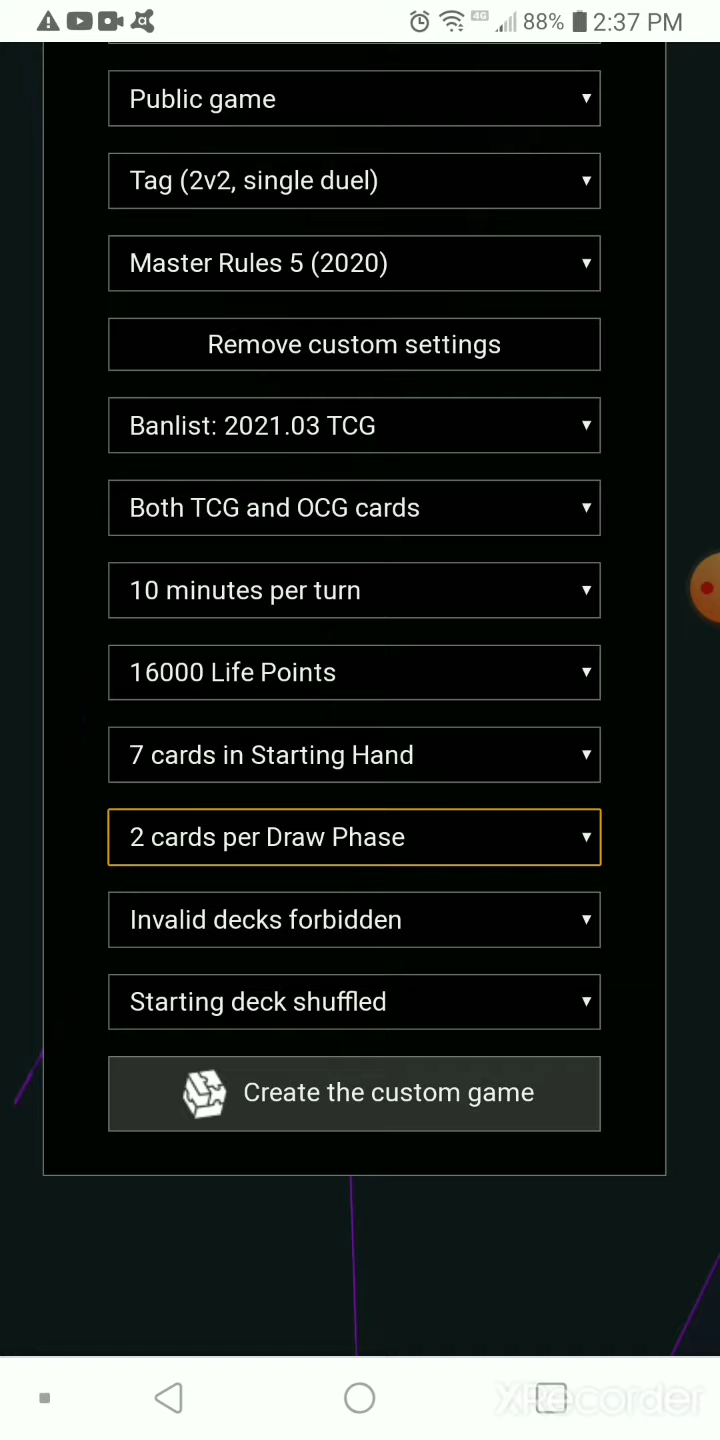 4G 88% 2:37 PM
Public game
Tag (2v2, single duel)
Master Rules 5 (2020)
Remove custom settings
Banlist: 2021.03 TCG
Both TCG and OCG cards
10 minutes per turn
16000 Life Points
7 cards in Starting Hand
2 cards per Draw Phase
Invalid decks forbidden
Starting deck shuffled
Create the custom game
XRecorder